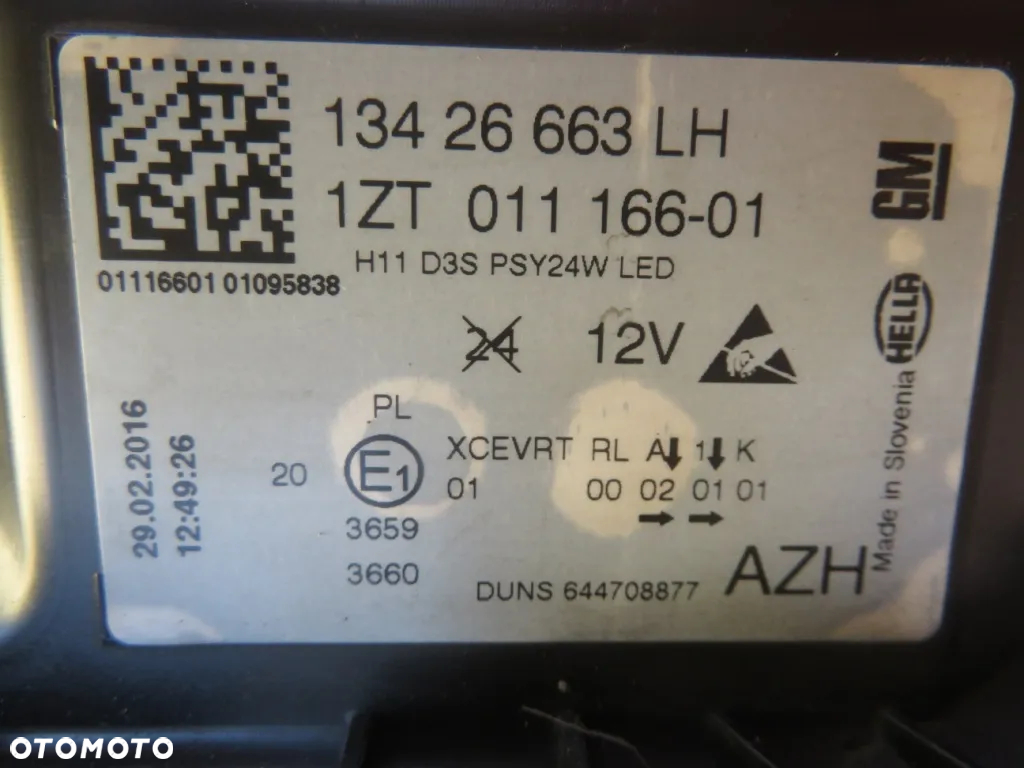 134 26 663 LH
1ZT 011 166-01
H11 D3S PSY24W LED
01116601 01095838
GM
HELLA
Made in Slovenia
24 12V
29.02.2016
12:49:26
PL
20 E1 XCEVRT RL A 1 K
01 00 02 01 01
3659
3660
DUNS 644708877 AZH
OTOMOTO